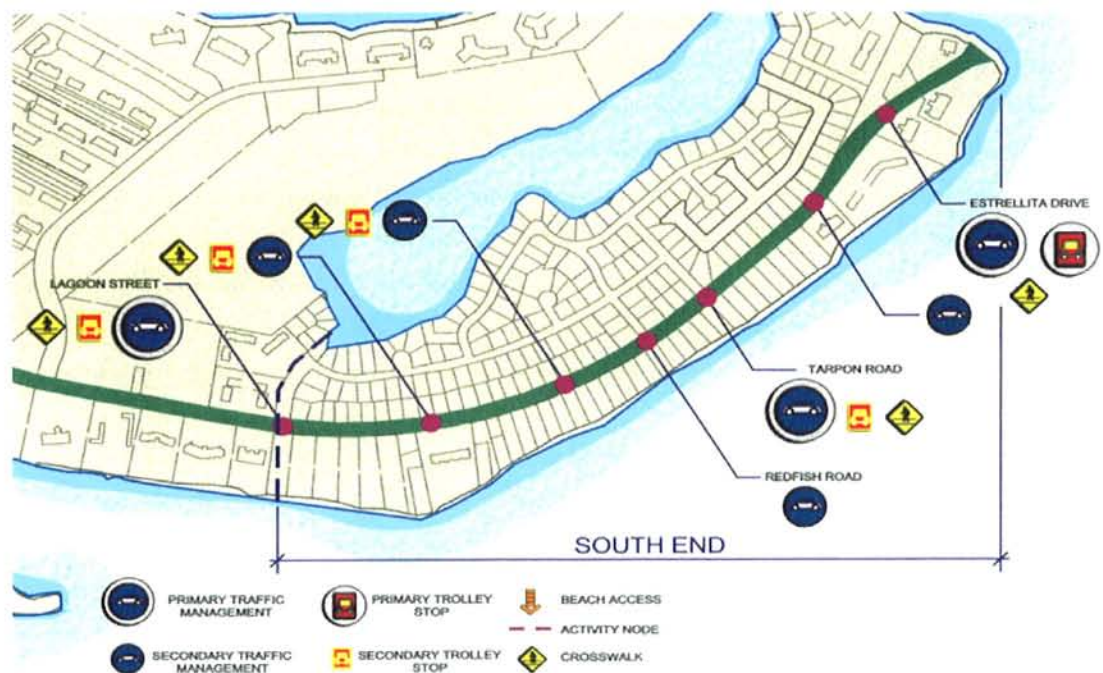 ESTRELLITA DRIVE
LAGOON STREET
TARPON ROAD
REDFISH ROAD
SOUTH END
PRIMARY TRAFFIC
MANAGEMENT
PRIMARY TROLLEY
STOP
BEACH ACCESS
ACTIVITY NODE
SECONDARY TRAFFIC
MANAGEMENT
SECONDARY TROLLEY
STOP
CROSSWALK